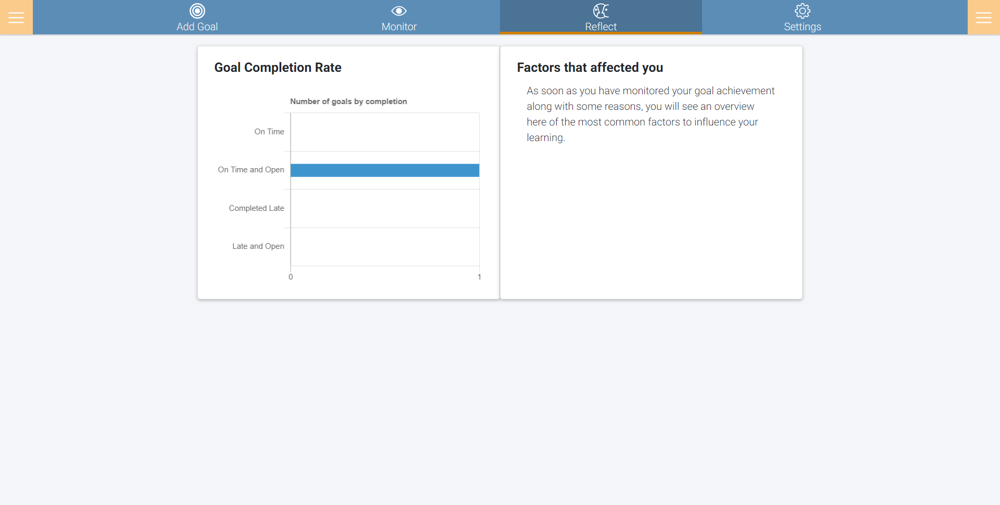 Add Goal
Monitor
Reflect
Settings
Goal Completion Rate
Number of goals by completion
On Time
On Time and Open
Completed Late
Late and Open
0 1
Factors that affected you
As soon as you have monitored your goal achievement
along with some reasons, you will see an overview
here of the most common factors to influence your
learning.